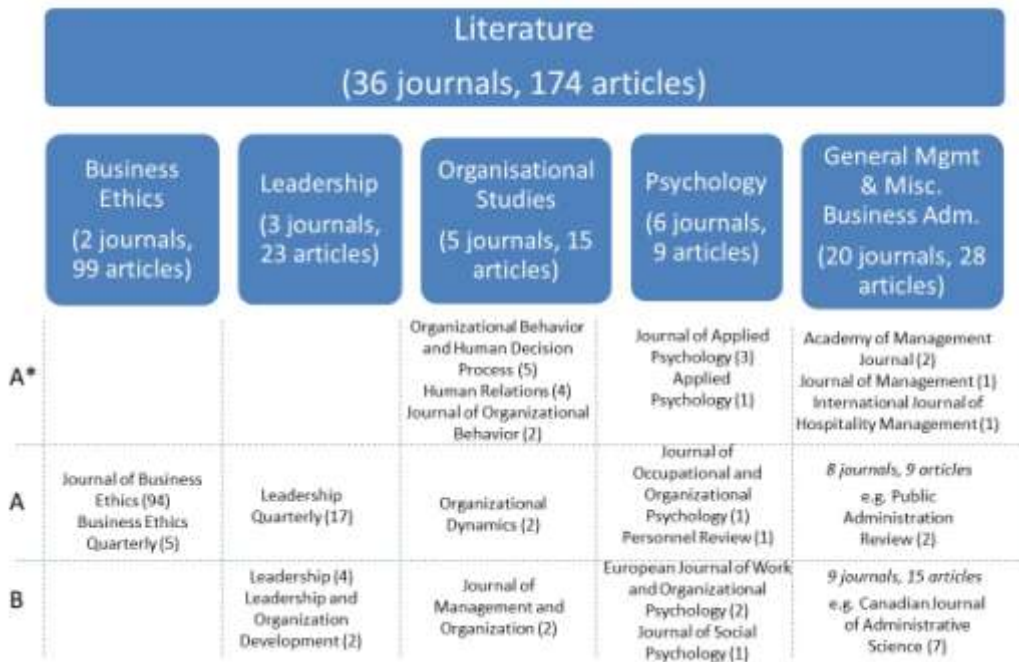 Literature
(36 journals, 174 articles)
Business
Ethics
(2 journals,
99 articles)
Leadership
(3 journals,
23 articles)
Organisational
Studies
(5 journals, 15
articles)
Psychology
(6 journals,
9 articles)
General Mgmt
& Misc.
Business Adm.
(20 journals, 28
articles)
A*
Organizational Behavior
and Human Decision
Process (5)
Human Relations (4)
Journal of Organizational
Behavior (2)
Journal of Applied
Psychology (3)
Applied
Psychology (1)
Academy of Management
Journal (2)
Journal of Management (1)
International Journal of
Hospitality Management (1)
A
Journal of Business
Ethics (94)
Business Ethics
Quarterly (5)
Leadership
Quarterly (17)
Organizational
Dynamics (2)
Journal of
Occupational and
Organizational
Psychology (1)
Personnel Review (1)
8 journals, 9 articles
e.g. Public
Administration
Review (2)
B
Leadership (4)
Leadership and
Organization
Development (2)
Journal of
Management and
Organization (2)
European Journal of Work
and Organizational
Psychology (2)
Journal of Social
Psychology (1)
9 journals, 15 articles
e.g. Canadian Journal
of Administrative
Science (7)